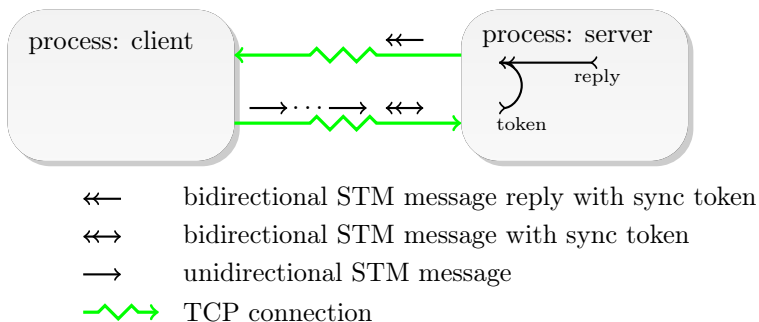 process: client
process: server
reply
. . .
token
bidirectional STM message reply with sync token
bidirectional STM message with sync token
unidirectional STM message
TCP connection